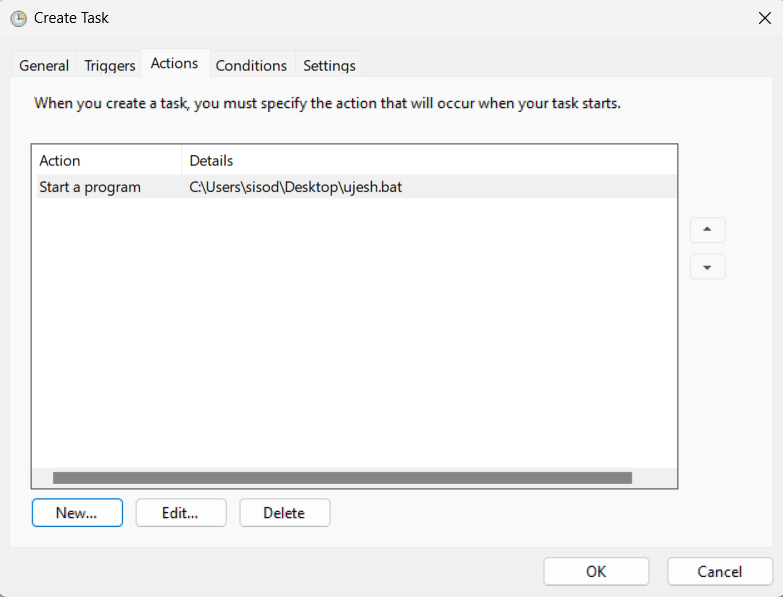 Create Task
General Triggers Actions Conditions Settings
When you create a task, you must specify the action that will occur when your task starts.
Action Details
Start a program C:\Users\sisod\Desktop\ujesh.bat
New... Edit... Delete
OK Cancel